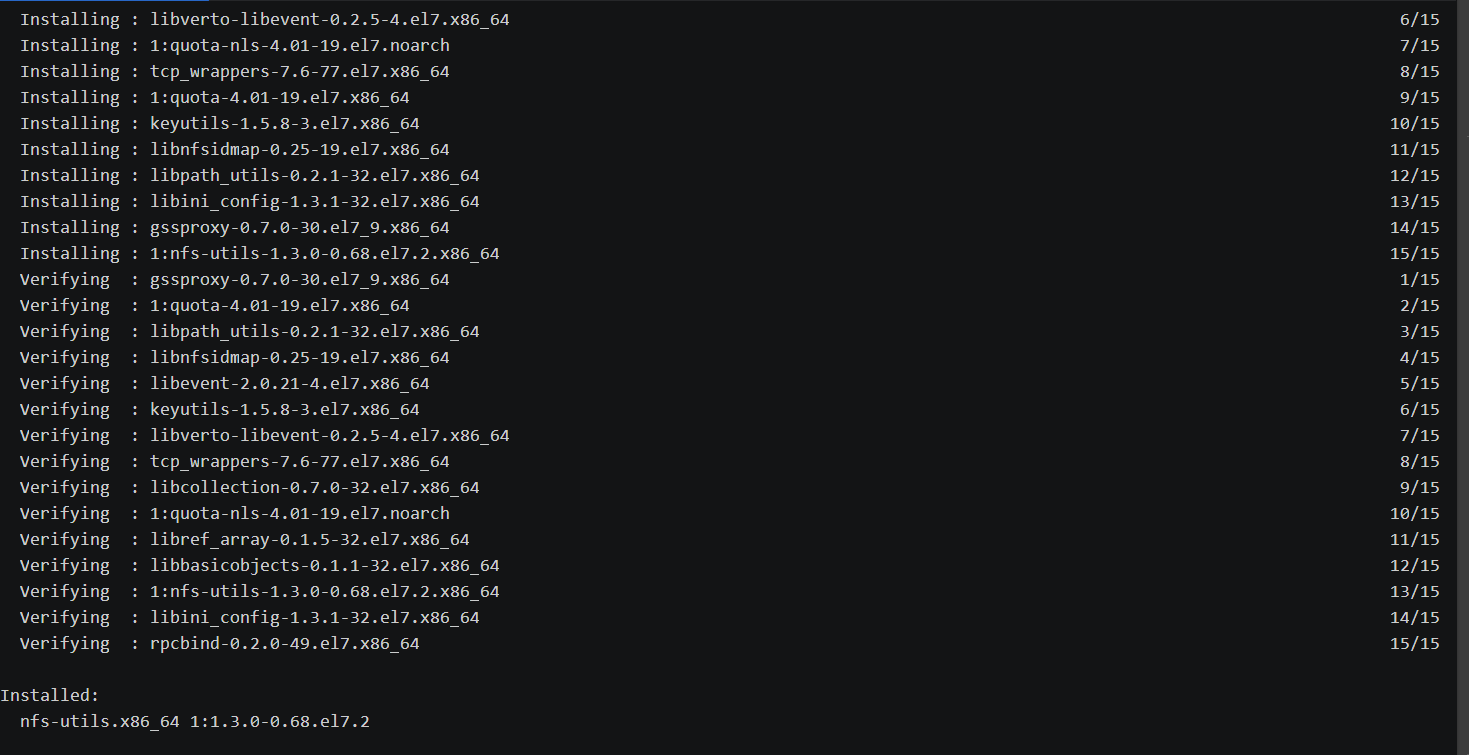 Installing : libverto-libevent-0.2.5-4.el7.x86_64 6/15
Installing : 1:quota-nls-4.01-19.el7.noarch 7/15
Installing : tcp_wrappers-7.6-77.el7.x86_64 8/15
Installing : 1:quota-4.01-19.el7.x86_64 9/15
Installing : keyutils-1.5.8-3.el7.x86_64 10/15
Installing : libnfsidmap-0.25-19.el7.x86_64 11/15
Installing : libpath_utils-0.2.1-32.el7.x86_64 12/15
Installing : libini_config-1.3.1-32.el7.x86_64 13/15
Installing : gssproxy-0.7.0-30.el7_9.x86_64 14/15
Installing : 1:nfs-utils-1.3.0-0.68.el7.2.x86_64 15/15
Verifying : gssproxy-0.7.0-30.el7_9.x86_64 1/15
Verifying : 1:quota-4.01-19.el7.x86_64 2/15
Verifying : libpath_utils-0.2.1-32.el7.x86_64 3/15
Verifying : libnfsidmap-0.25-19.el7.x86_64 4/15
Verifying : libevent-2.0.21-4.el7.x86_64 5/15
Verifying : keyutils-1.5.8-3.el7.x86_64 6/15
Verifying : libverto-libevent-0.2.5-4.el7.x86_64 7/15
Verifying : tcp_wrappers-7.6-77.el7.x86_64 8/15
Verifying : libcollection-0.7.0-32.el7.x86_64 9/15
Verifying : 1:quota-nls-4.01-19.el7.noarch 10/15
Verifying : libref_array-0.1.5-32.el7.x86_64 11/15
Verifying : libbasicobjects-0.1.1-32.el7.x86_64 12/15
Verifying : 1:nfs-utils-1.3.0-0.68.el7.2.x86_64 13/15
Verifying : libini_config-1.3.1-32.el7.x86_64 14/15
Verifying : rpcbind-0.2.0-49.el7.x86_64 15/15
Installed:
nfs-utils.x86_64 1:1.3.0-0.68.el7.2